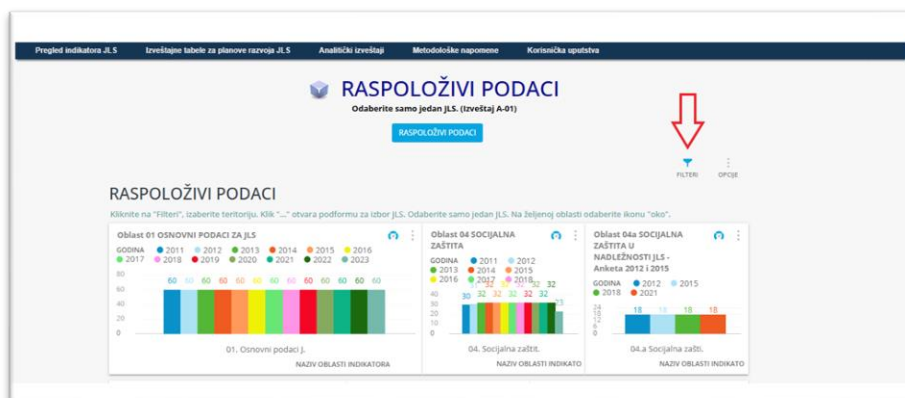 Pregled indikatora JLS Izveštajne tabele za planove razvoja JLS Analitički izveštaji Metodološke napomene Korisnička uputstva
RASPOLOŽIVI PODACI
Odaberite samo jedan JLS. (Izveštaj A-01)
RASPOLOŽIVI PODACI
FILTERI OPCIJE
RASPOLOŽIVI PODACI
Kliknite na "Filteri", izaberite teritoriju. Klik "..." otvara podformu za izbor JLS. Odaberite samo jedan JLS. Na željenoj oblasti odaberite ikonu "oko".
Oblast 01 OSNOVNI PODACI ZA JLS
GODINA 2011 2012 2013 2014 2015 2016
2017 2018 2019 2020 2021 2022 2023
80
60 60 60 60 60 60 60 60 60 60 60 60 60
60
40
20
0
01. Osnovni podaci J.
NAZIV OBLASTI INDIKATORA
Oblast 04 SOCIJALNA
ZAŠTITA
GODINA 2011 2012
2013 2014 2015
2016 2017 2018
32 32 32
40
30 32 32 32 32 32 23
30
20
10
0
04. Socijalna zaštit.
NAZIV OBLASTI INDIKATO
Oblast 04a SOCIJALNA
ZAŠTITA U
NADLEŽNOSTI JLS -
Anketa 2012 i 2015
GODINA 2012 2015
2018 2021
24
18 18 18 18
18
12
6
0
04.a Socijalna zašti.
NAZIV OBLASTI INDIKATO